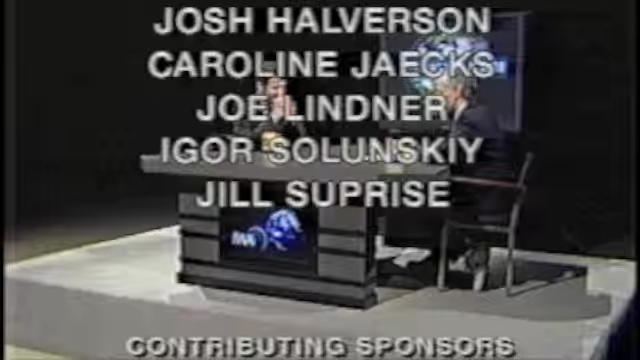 JOSH HALVERSON
CAROLINE JAECKS
JOE LINDNER
IGOR SOLUNSKIY
JILL SUPRISE
CONTRIBUTING SPONSORS